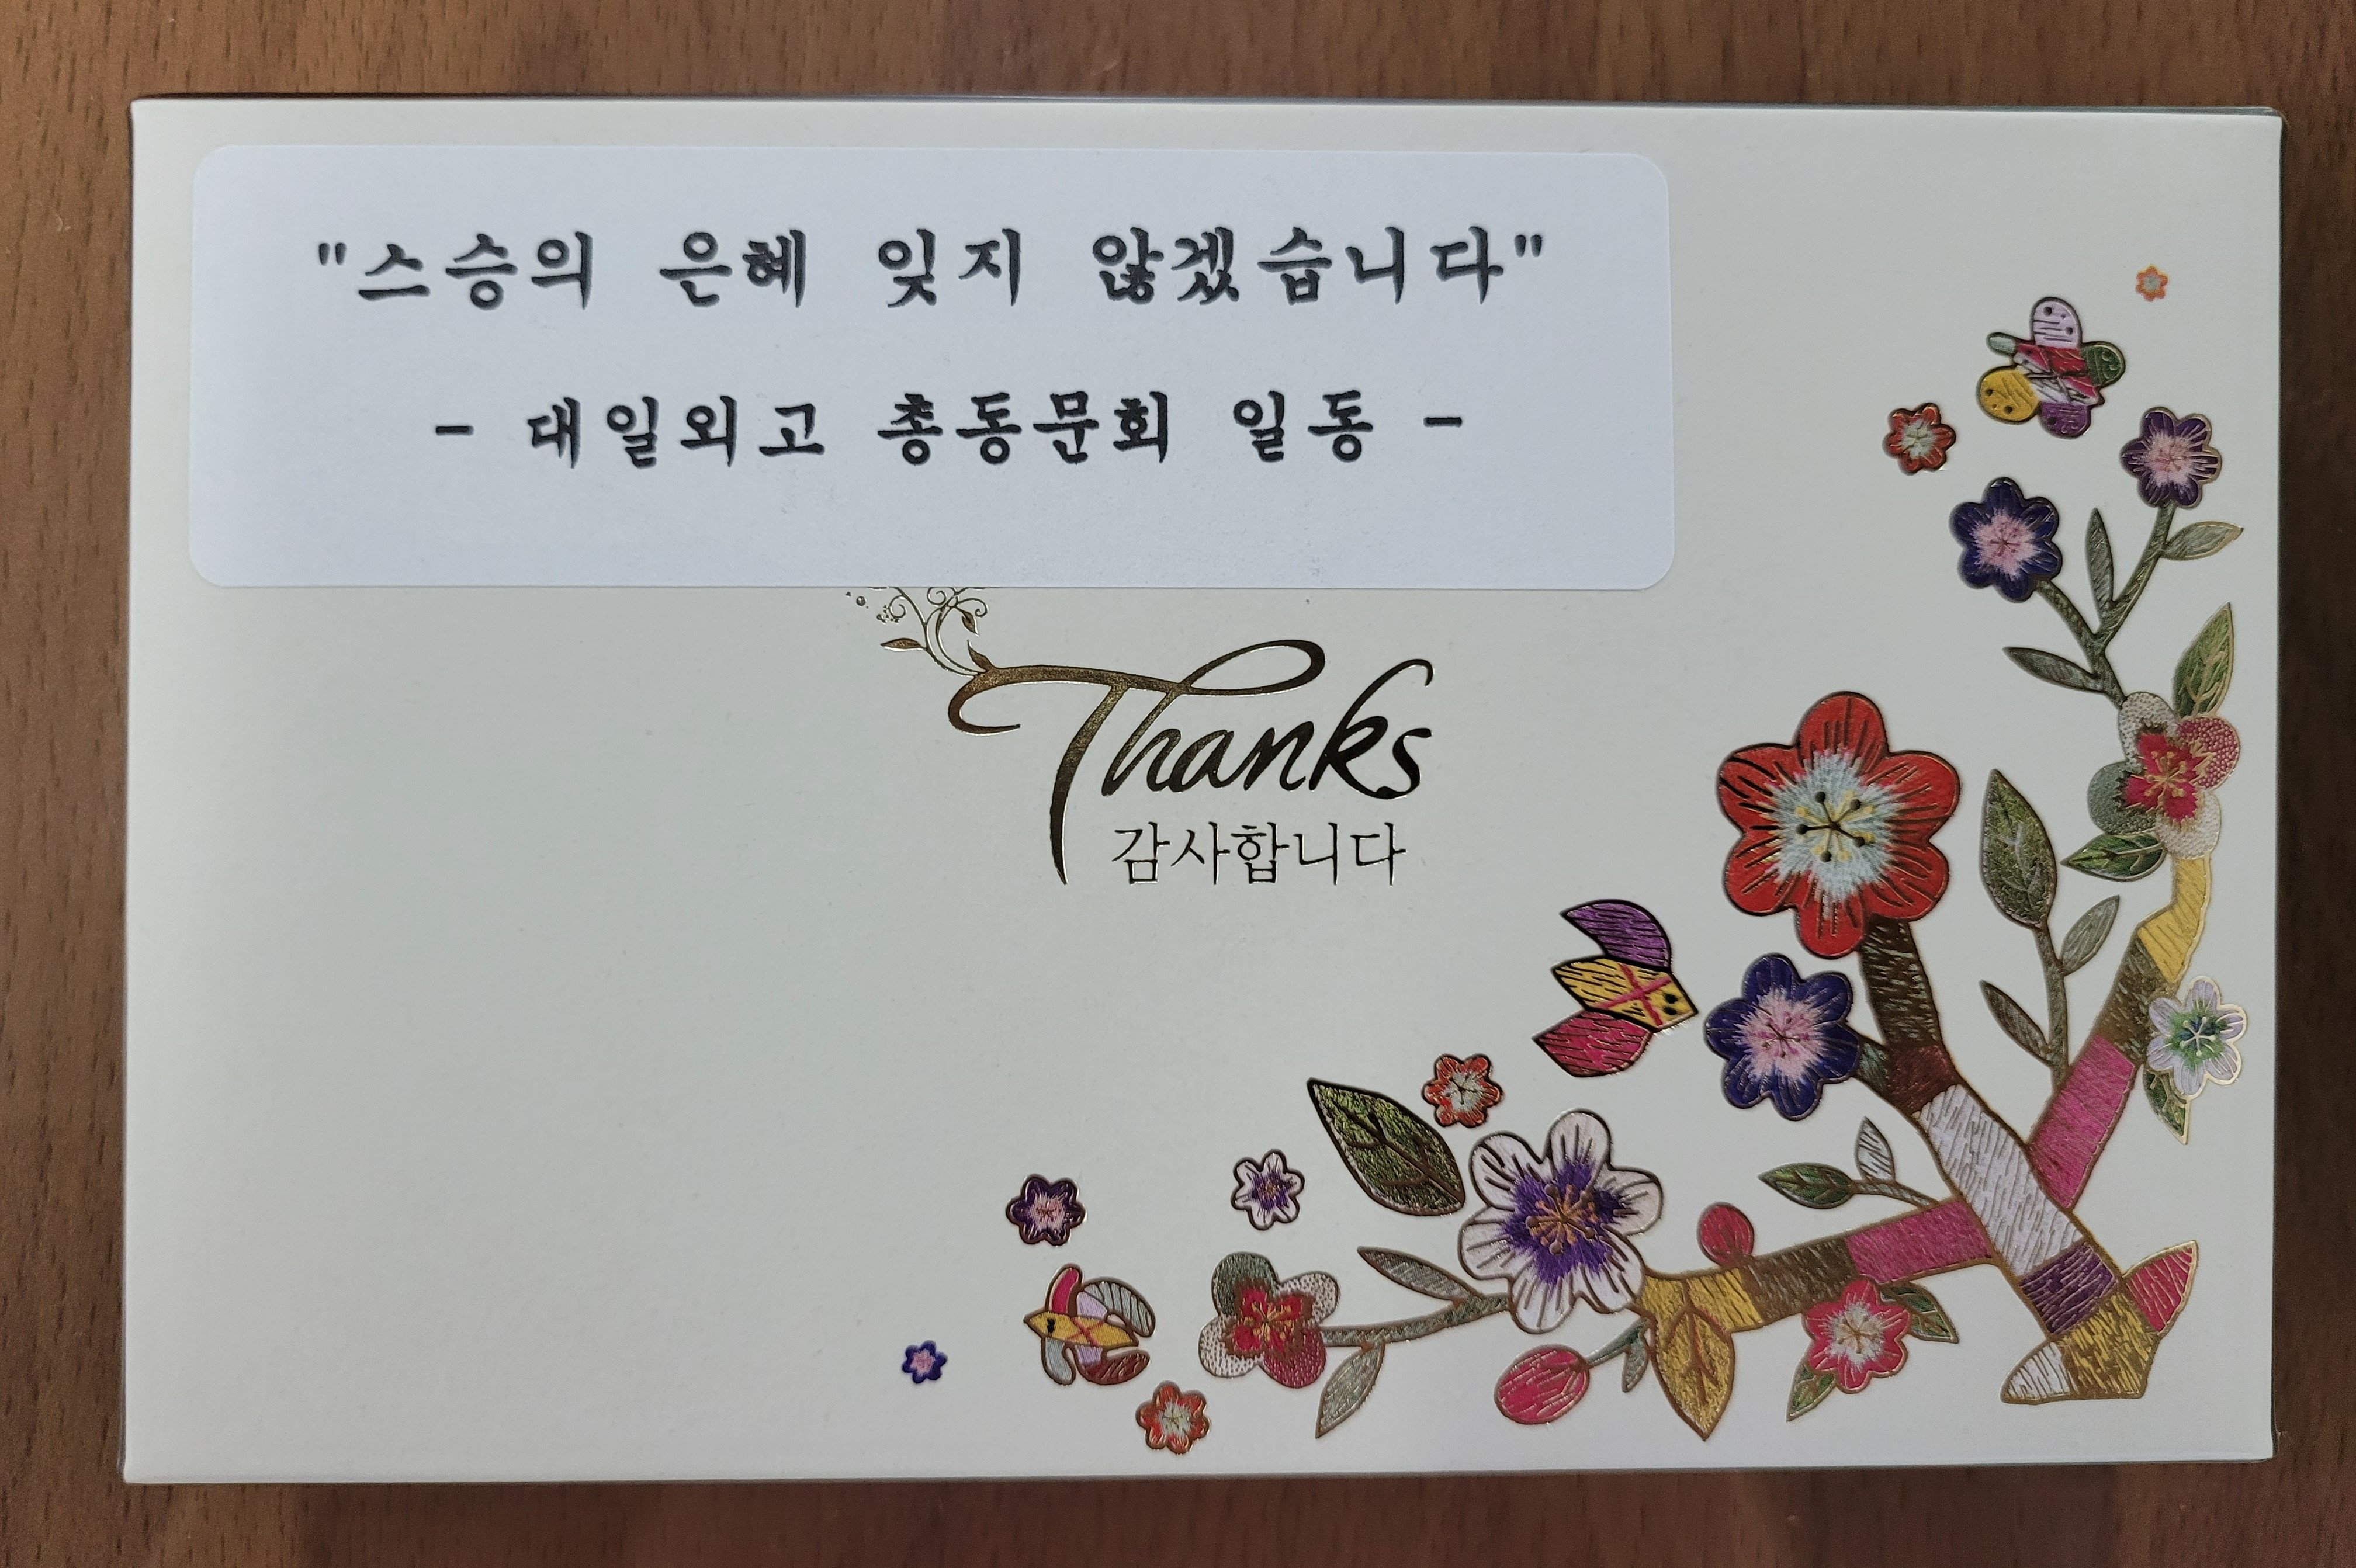 "스승의 은혜 잊지 않겠습니다"
- 대일외고 총동문회 일동 -
Thanks
감사합니다